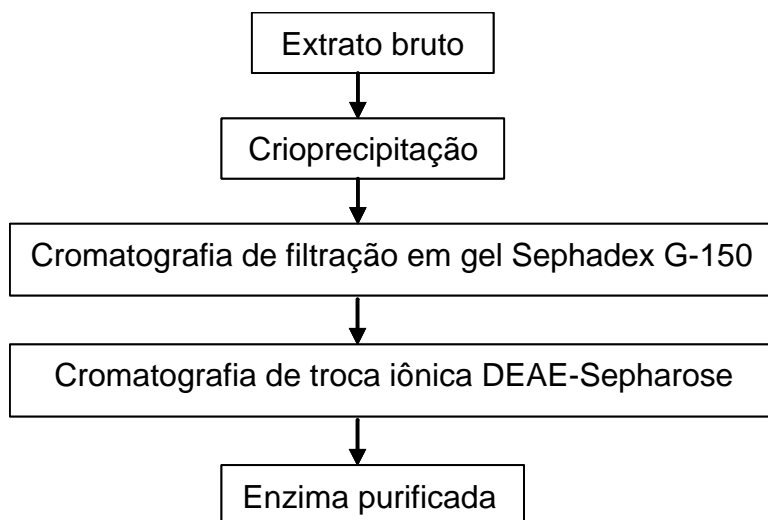 Extrato bruto
Crioprecipitação
Cromatografia de filtração em gel Sephadex G-150
Cromatografia de troca iônica DEAE-Sepharose
Enzima purificada